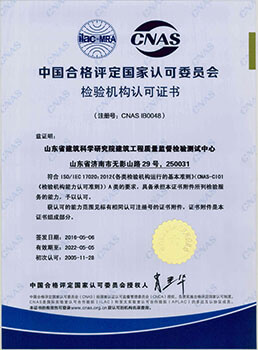 ilac-MRA
CNAS
中国合格评定国家认可委员会
检验机构认可证书
（注册号：CNAS IB0048）
兹证明：
山东省建筑科学研究院建筑工程质量监督检验测试中心
山东省济南市无影山路 29 号，250031
符合 ISO/IEC 17020:2012《各类检验机构运行的基本准则》(CNAS-CI01
《检验机构能力认可准则》) A 类的要求，具备承担本证书附件所列检验服
务的能力，予以认可。
获认可的能力范围见标有相同认可注册号的证书附件，证书附件是本证
书组成部分。
签发日期：2016-05-06
有效期至：2022-05-05
初次认可：2005-11-28
中国合格评定国家认可委员会授权人